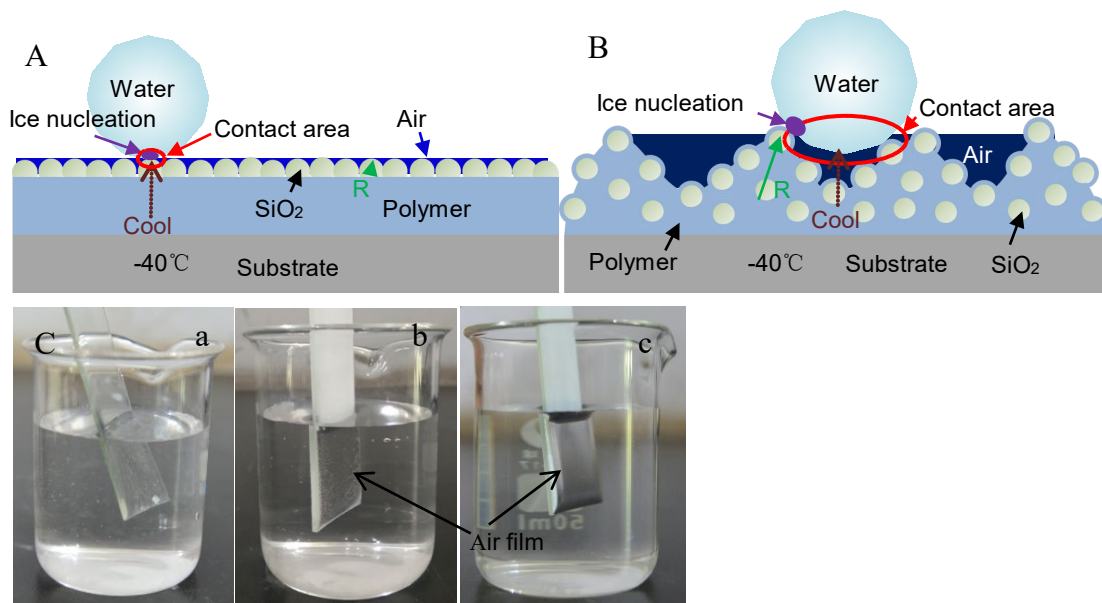 A
Water
Ice nucleation
Contact area
Air
R
SiO₂
Polymer
Cool
-40℃
Substrate
B
Water
Ice nucleation
Contact area
Air
R
Cool
Polymer
-40℃
Substrate
SiO₂
C
a
b
c
50ml
Air film